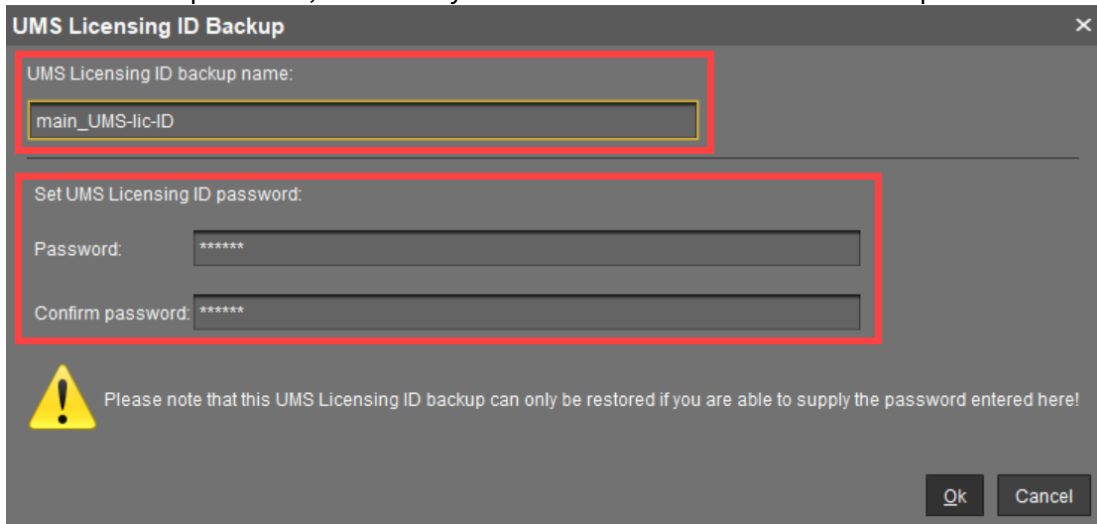 UMS Licensing ID Backup
UMS Licensing ID backup name:
main_UMS-lic-ID
Set UMS Licensing ID password:
Password: ******
Confirm password: ******
Please note that this UMS Licensing ID backup can only be restored if you are able to supply the password entered here!
Ok Cancel